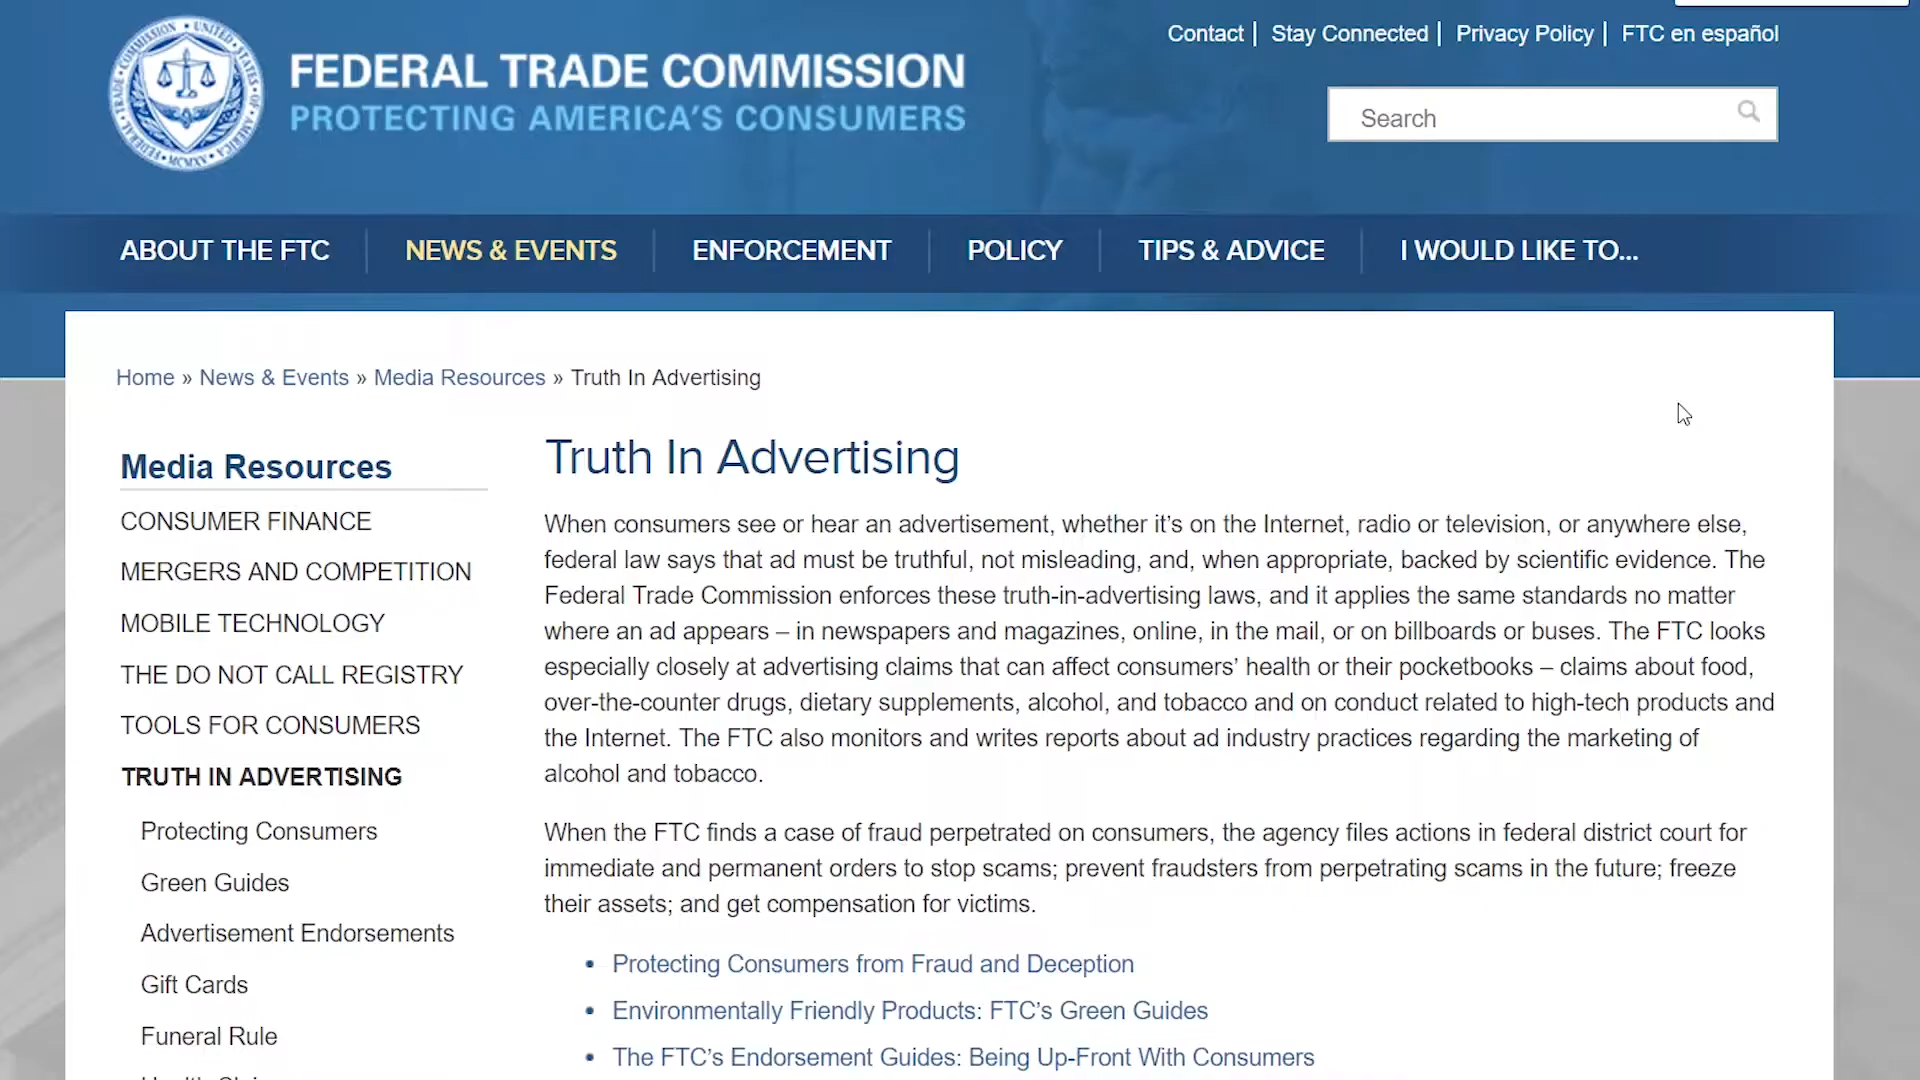 Contact | Stay Connected | Privacy Policy | FTC en español
FEDERAL TRADE COMMISSION
PROTECTING AMERICA'S CONSUMERS
FEDERAL TRADE COMMISSION • UNITED STATES OF AMERICA • MCMXV
Search
ABOUT THE FTC
NEWS & EVENTS
ENFORCEMENT
POLICY
TIPS & ADVICE
I WOULD LIKE TO...
Home » News & Events » Media Resources » Truth In Advertising
Media Resources
CONSUMER FINANCE
MERGERS AND COMPETITION
MOBILE TECHNOLOGY
THE DO NOT CALL REGISTRY
TOOLS FOR CONSUMERS
TRUTH IN ADVERTISING
Protecting Consumers
Green Guides
Advertisement Endorsements
Gift Cards
Funeral Rule
Truth In Advertising
When consumers see or hear an advertisement, whether it's on the Internet, radio or television, or anywhere else,
federal law says that ad must be truthful, not misleading, and, when appropriate, backed by scientific evidence. The
Federal Trade Commission enforces these truth-in-advertising laws, and it applies the same standards no matter
where an ad appears – in newspapers and magazines, online, in the mail, or on billboards or buses. The FTC looks
especially closely at advertising claims that can affect consumers' health or their pocketbooks – claims about food,
over-the-counter drugs, dietary supplements, alcohol, and tobacco and on conduct related to high-tech products and
the Internet. The FTC also monitors and writes reports about ad industry practices regarding the marketing of
alcohol and tobacco.
When the FTC finds a case of fraud perpetrated on consumers, the agency files actions in federal district court for
immediate and permanent orders to stop scams; prevent fraudsters from perpetrating scams in the future; freeze
their assets; and get compensation for victims.
• Protecting Consumers from Fraud and Deception
• Environmentally Friendly Products: FTC's Green Guides
• The FTC's Endorsement Guides: Being Up-Front With Consumers